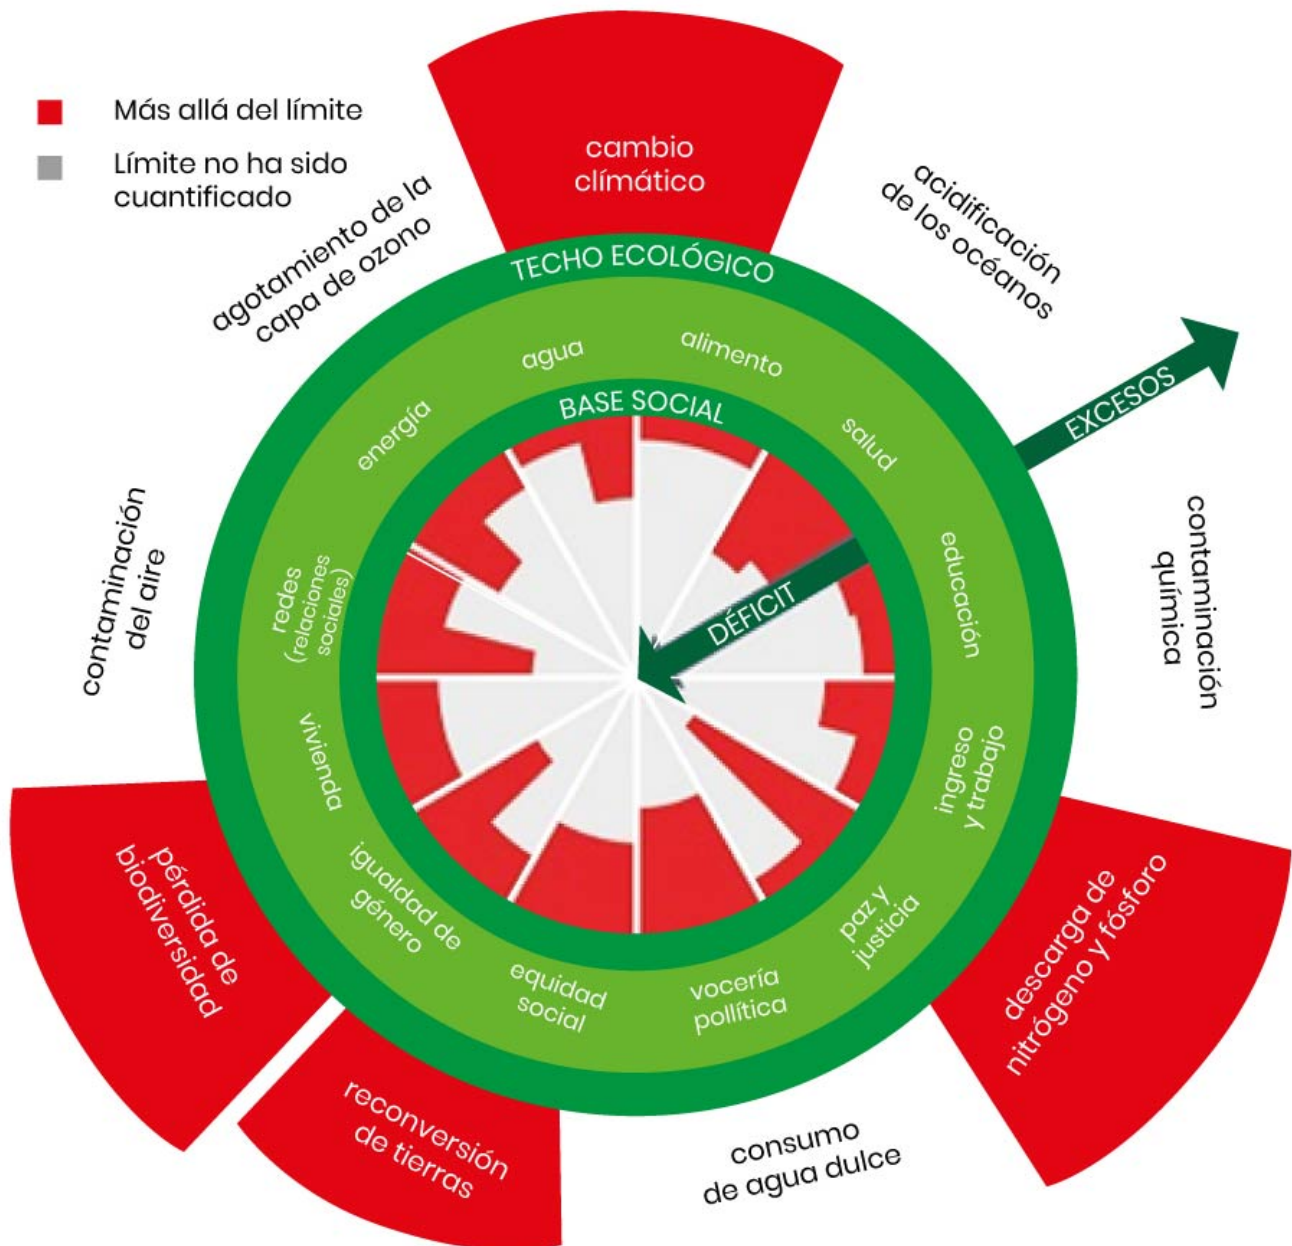 Más allá del límite
Límite no ha sido
cuantificado
cambio
clímático
agotamiento de la
capa de ozono
acidificación
de los océanos
TECHO ECOLÓGICO
agua
alimento
BASE SOCIAL
energía
salud
EXCESOS
contaminación
del aire
redes
(relaciones
sociales)
DÉFICIT
educación
contaminación
química
vivienda
ingreso
y trabajo
pérdida de
biodiversidad
igualdad de
género
equidad
social
vocería
pollítica
paz y
justicia
descarga de
nitrógeno y fósforo
reconversión
de tierras
consumo
de agua dulce